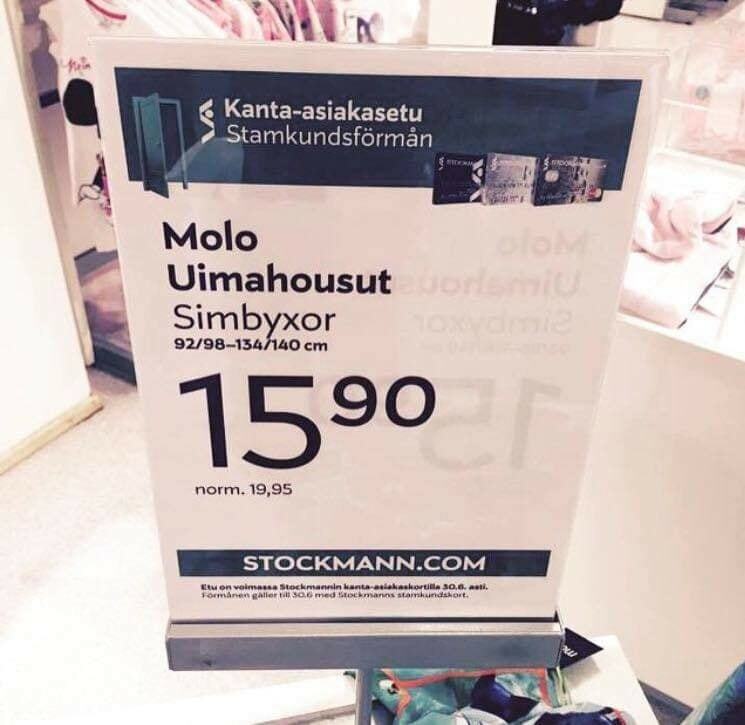 Kanta-asiakasetu
Stamkundsförmån
Molo
Uimahousut
Simbyxor
92/98–134/140 cm
15 90
norm. 19,95
STOCKMANN.COM
Etu on voimassa Stockmannin kanta-asiakaskortilla 30.6. asti.
Förmånen gäller till 30.6 med Stockmanns stamkundskort.